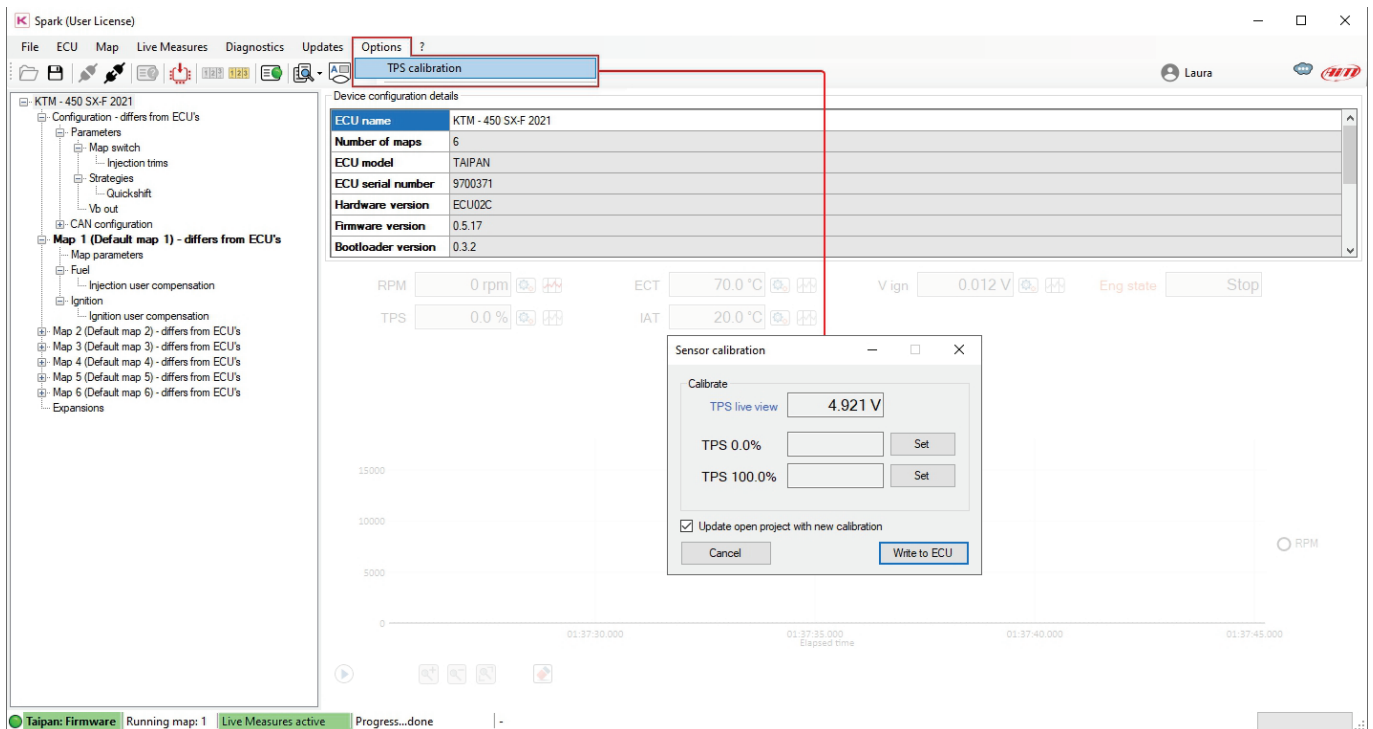 Spark (User License)
File ECU Map Live Measures Diagnostics Updates Options ?
TPS calibration
Laura
AiM
KTM - 450 SX-F 2021
Configuration - differs from ECU's
Parameters
Map switch
Injection trims
Strategies
Quickshift
Vb out
CAN configuration
Map 1 (Default map 1) - differs from ECU's
Map parameters
Fuel
Injection user compensation
Ignition
Ignition user compensation
Map 2 (Default map 2) - differs from ECU's
Map 3 (Default map 3) - differs from ECU's
Map 4 (Default map 4) - differs from ECU's
Map 5 (Default map 5) - differs from ECU's
Map 6 (Default map 6) - differs from ECU's
Expansions
Device configuration details
ECU name KTM - 450 SX-F 2021
Number of maps 6
ECU model TAIPAN
ECU serial number 9700371
Hardware version ECU02C
Firmware version 0.5.17
Bootloader version 0.3.2
RPM 0 rpm ECT 70.0 °C V ign 0.012 V Eng state Stop
TPS 0.0 % IAT 20.0 °C
Sensor calibration
Calibrate
TPS live view 4.921 V
TPS 0.0% Set
TPS 100.0% Set
Update open project with new calibration
Cancel Write to ECU
15000
10000
5000
0
RPM
01:37:30.000 01:37:35.000 01:37:40.000 01:37:45.000
Elapsed time
Taipan: Firmware Running map: 1 Live Measures active Progress...done -